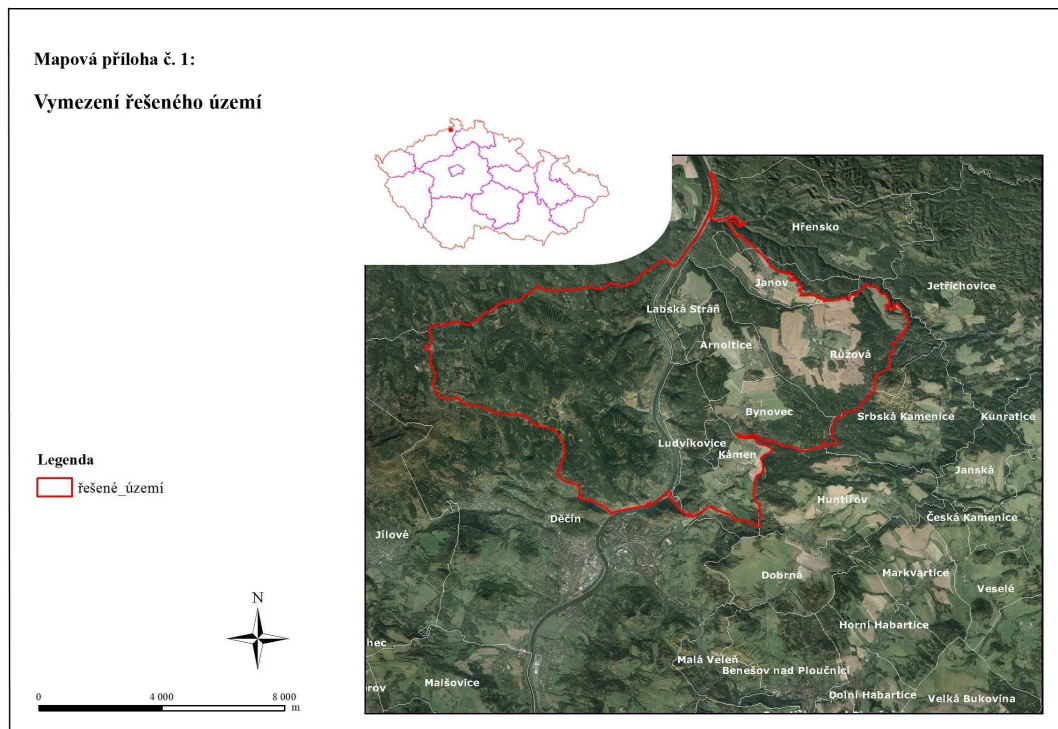 Mapová příloha č. 1:
Vymezení řešeného území
Hřensko
Janov
Jetřichovice
Labská Stráň
Arnoltice
Růžová
Bynovec
Srbská Kamenice
Kunratice
Ludvíkovice
Kámen
Janská
Legenda
řešené_území
Huntířov
Česká Kamenice
Děčín
Jílové
Dobrná
Markvartice
Veselé
N
Horní Habartice
hec
Malá Veleň
Benešov nad Ploučnicí
Malšovice
erov
Dolní Habartice
Velká Bukovina
0 4 000 8 000
m